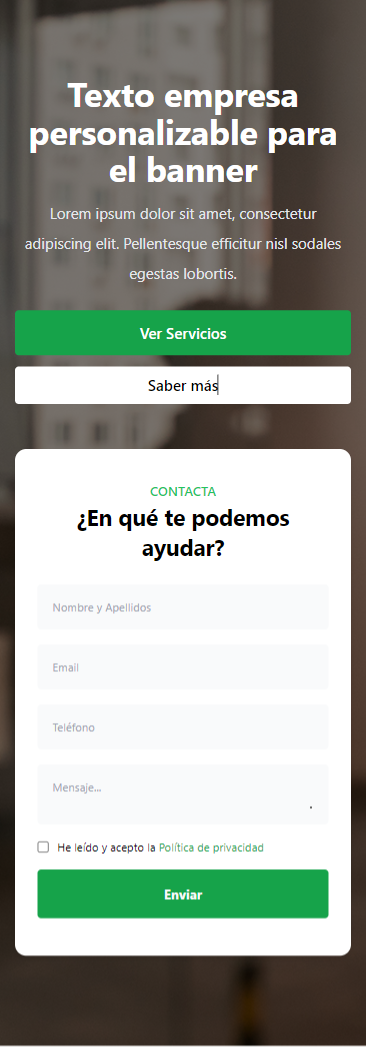 Texto empresa
personalizable para
el banner
Lorem ipsum dolor sit amet, consectetur
adipiscing elit. Pellentesque efficitur nisl sodales
egestas lobortis.
Ver Servicios
Saber más
CONTACTA
¿En qué te podemos
ayudar?
Nombre y Apellidos
Email
Teléfono
Mensaje...
He leído y acepto la Política de privacidad
Enviar